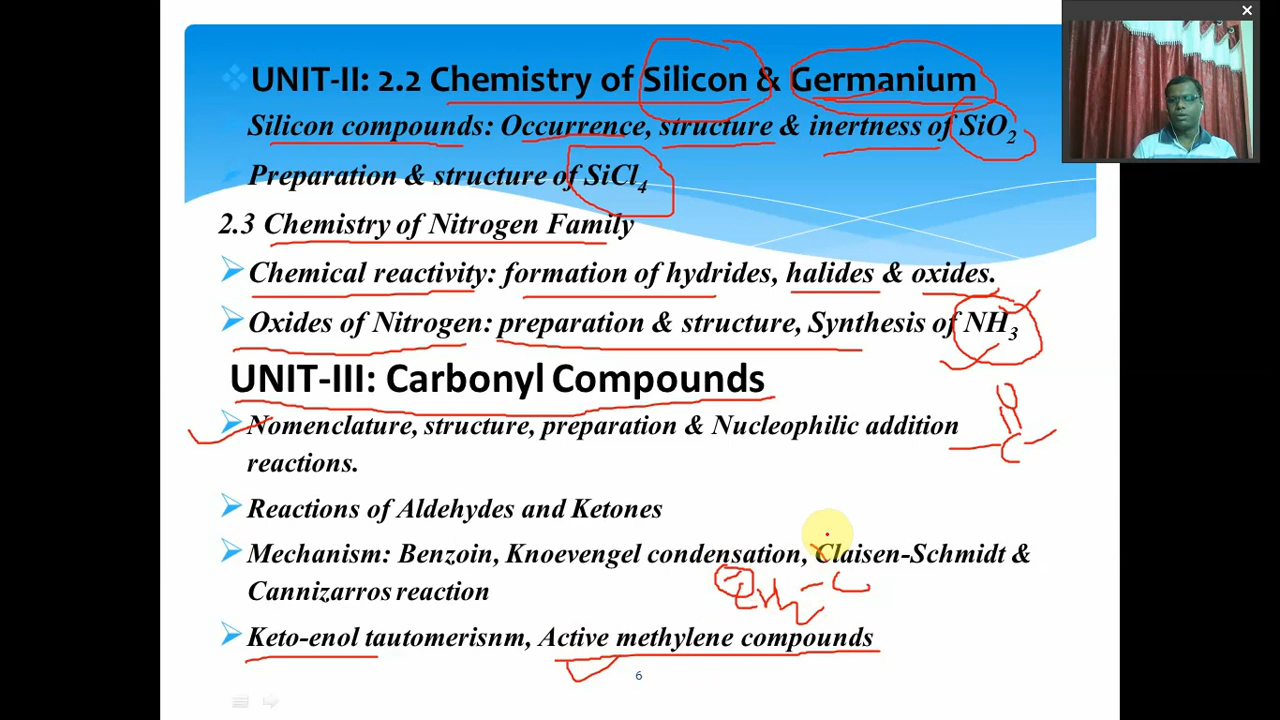 UNIT-II: 2.2 Chemistry of Silicon & Germanium
Silicon compounds: Occurrence, structure & inertness of SiO2
Preparation & structure of SiCl4
2.3 Chemistry of Nitrogen Family
Chemical reactivity: formation of hydrides, halides & oxides.
Oxides of Nitrogen: preparation & structure, Synthesis of NH3
UNIT-III: Carbonyl Compounds
O
C
Nomenclature, structure, preparation & Nucleophilic addition
reactions.
Reactions of Aldehydes and Ketones
Mechanism: Benzoin, Knoevengel condensation, Claisen-Schmidt &
Cannizarros reaction
Keto-enol tautomerisnm, Active methylene compounds
6